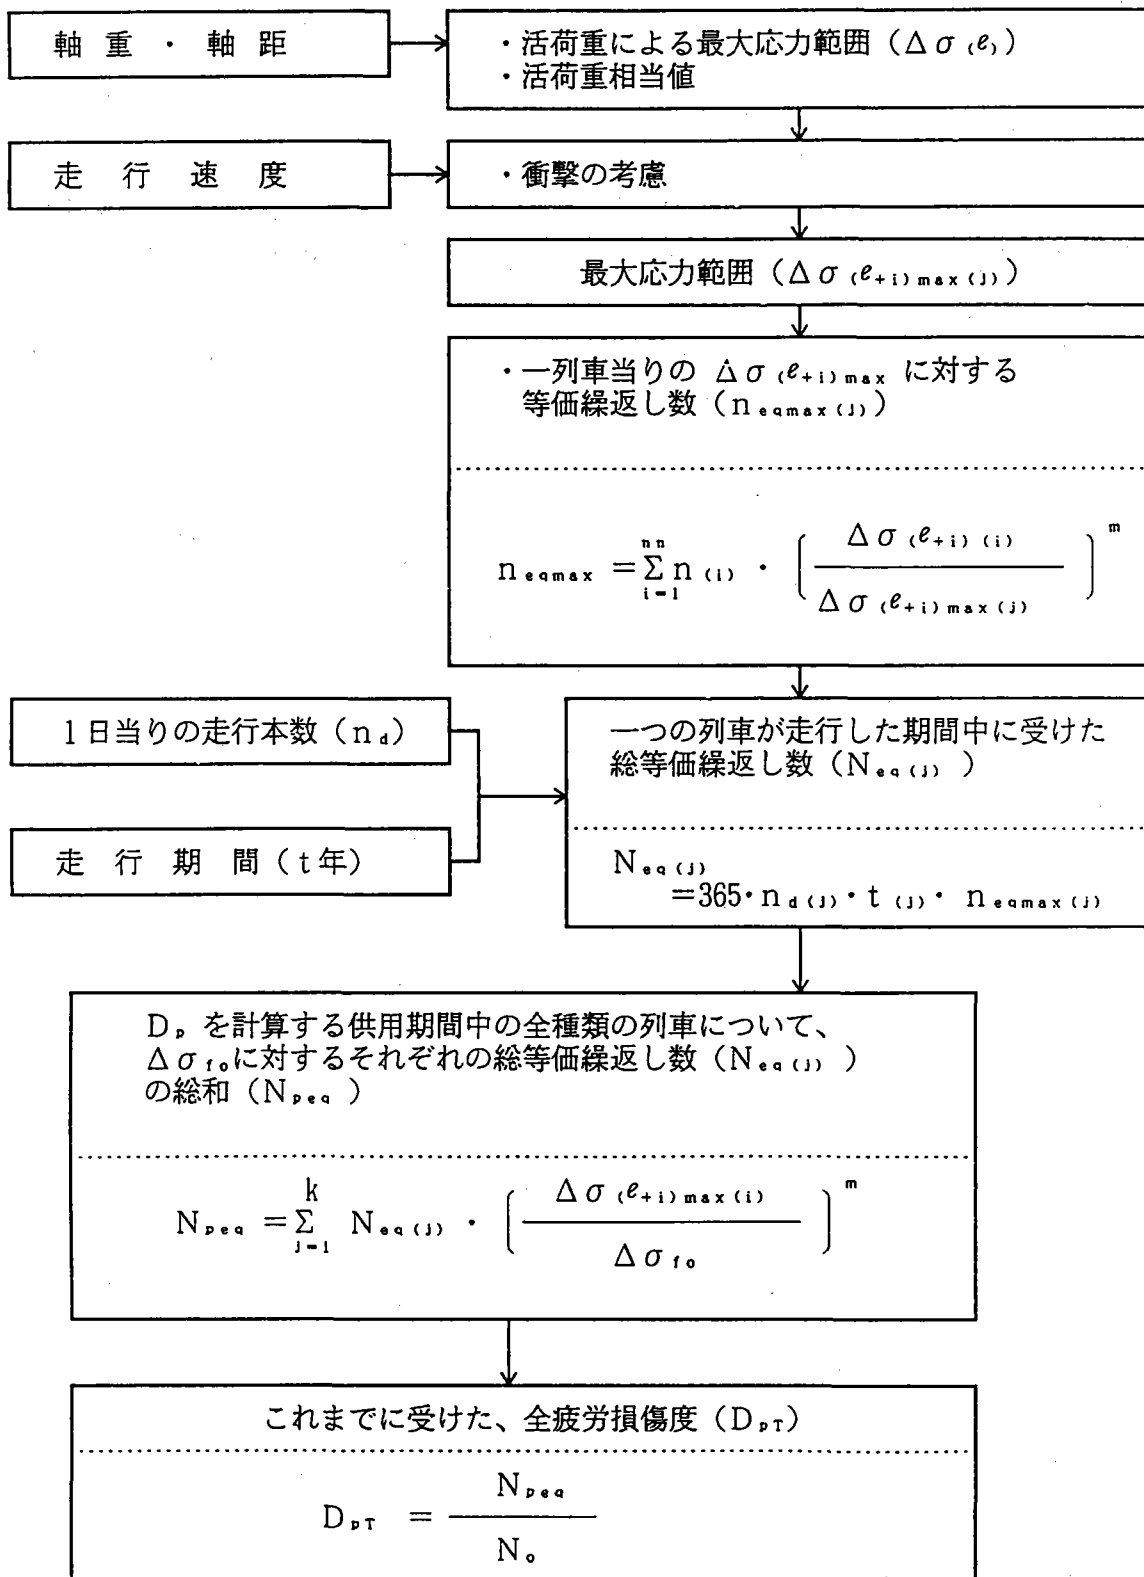 軸重・軸距
・活荷重による最大応力範囲（Δσ(ℓ)）
・活荷重相当値
走行速度
・衝撃の考慮
最大応力範囲（Δσ(ℓ+i)max(j)）
・一列車当りの Δσ(ℓ+i)max に対する
等価繰返し数（neqmax(j)）
neqmax = Σ[i=1→nn] n(i) ・ [Δσ(ℓ+i)(i) / Δσ(ℓ+i)max(j)]^m
1日当りの走行本数（nd）
走行期間（t年）
一つの列車が走行した期間中に受けた
総等価繰返し数（Neq(j)）
Neq(j)
=365・nd(j)・t(j)・neqmax(j)
Dpを計算する供用期間中の全種類の列車について、
Δσfoに対するそれぞれの総等価繰返し数（Neq(j)）
の総和（Npeq）
Npeq = Σ[j=1→k] Neq(j) ・ [Δσ(ℓ+i)max(i) / Δσfo]^m
これまでに受けた、全疲労損傷度（DpT）
DpT = Npeq / No